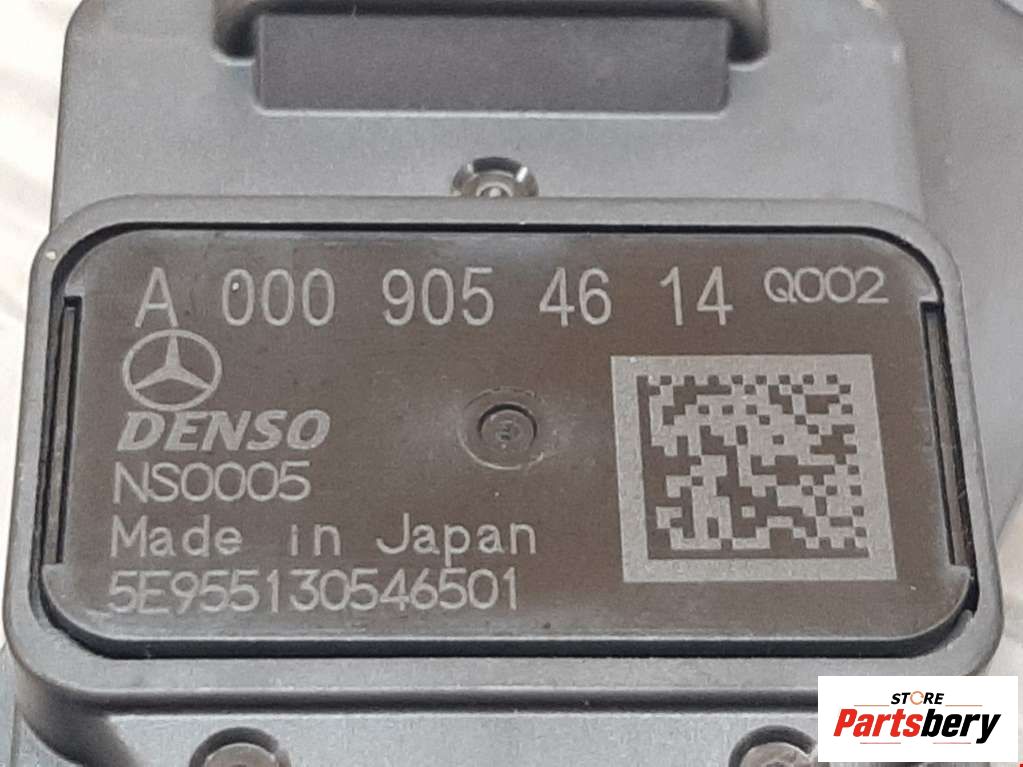 A 000 905 46 14 Q002
DENSO
NS0005
Made in Japan
5E955130546501
STORE
Partsbery